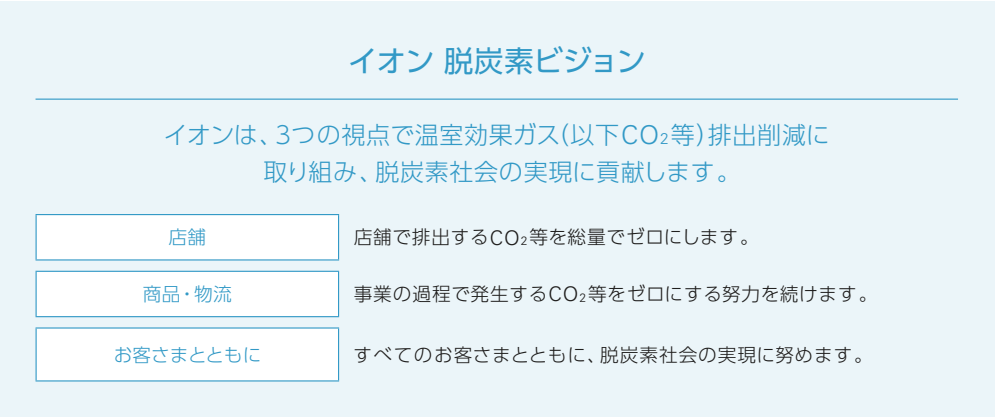 イオン 脱炭素ビジョン
イオンは、3つの視点で温室効果ガス(以下CO₂等)排出削減に
取り組み、脱炭素社会の実現に貢献します。
店舗 店舗で排出するCO₂等を総量でゼロにします。
商品・物流 事業の過程で発生するCO₂等をゼロにする努力を続けます。
お客さまとともに すべてのお客さまとともに、脱炭素社会の実現に努めます。